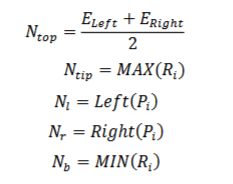 N_top = (E_Left + E_Right) / 2
N_tip = MAX(R_i)
N_l = Left(P_i)
N_r = Right(P_i)
N_b = MIN(R_i)